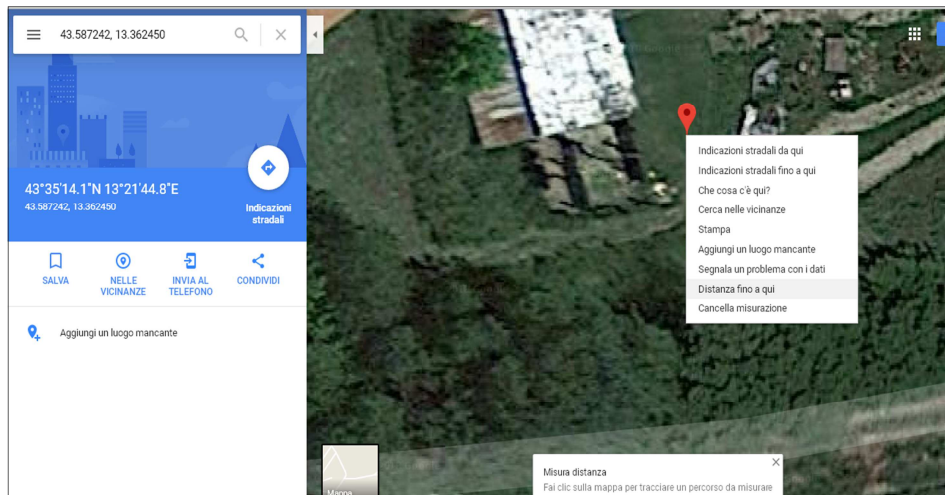 43.587242, 13.362450
43°35'14.1"N 13°21'44.8"E
43.587242, 13.362450
Indicazioni
stradali
SALVA
NELLE
VICINANZE
INVIA AL
TELEFONO
CONDIVIDI
Aggiungi un luogo mancante
Indicazioni stradali da qui
Indicazioni stradali fino a qui
Che cosa c'è qui?
Cerca nelle vicinanze
Stampa
Aggiungi un luogo mancante
Segnala un problema con i dati
Distanza fino a qui
Cancella misurazione
Mappa
Misura distanza
Fai clic sulla mappa per tracciare un percorso da misurare